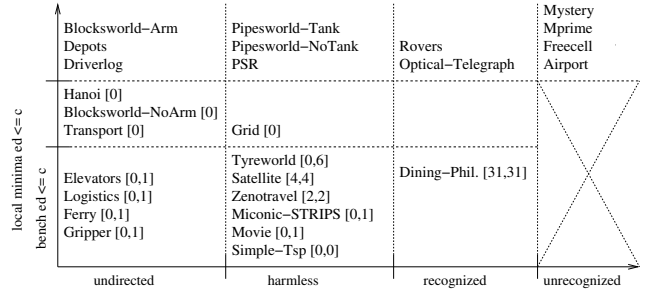 Mystery
Blocksworld−Arm Pipesworld−Tank Mprime
Depots Pipesworld−NoTank Rovers Freecell
Driverlog PSR Optical−Telegraph Airport
Hanoi [0]
Blocksworld−NoArm [0]
Transport [0] Grid [0]
Tyreworld [0,6]
Elevators [0,1] Satellite [4,4] Dining−Phil. [31,31]
Logistics [0,1] Zenotravel [2,2]
Ferry [0,1] Miconic−STRIPS [0,1]
Gripper [0,1] Movie [0,1]
Simple−Tsp [0,0]
local minima ed <= c
bench ed <= c
undirected harmless recognized unrecognized